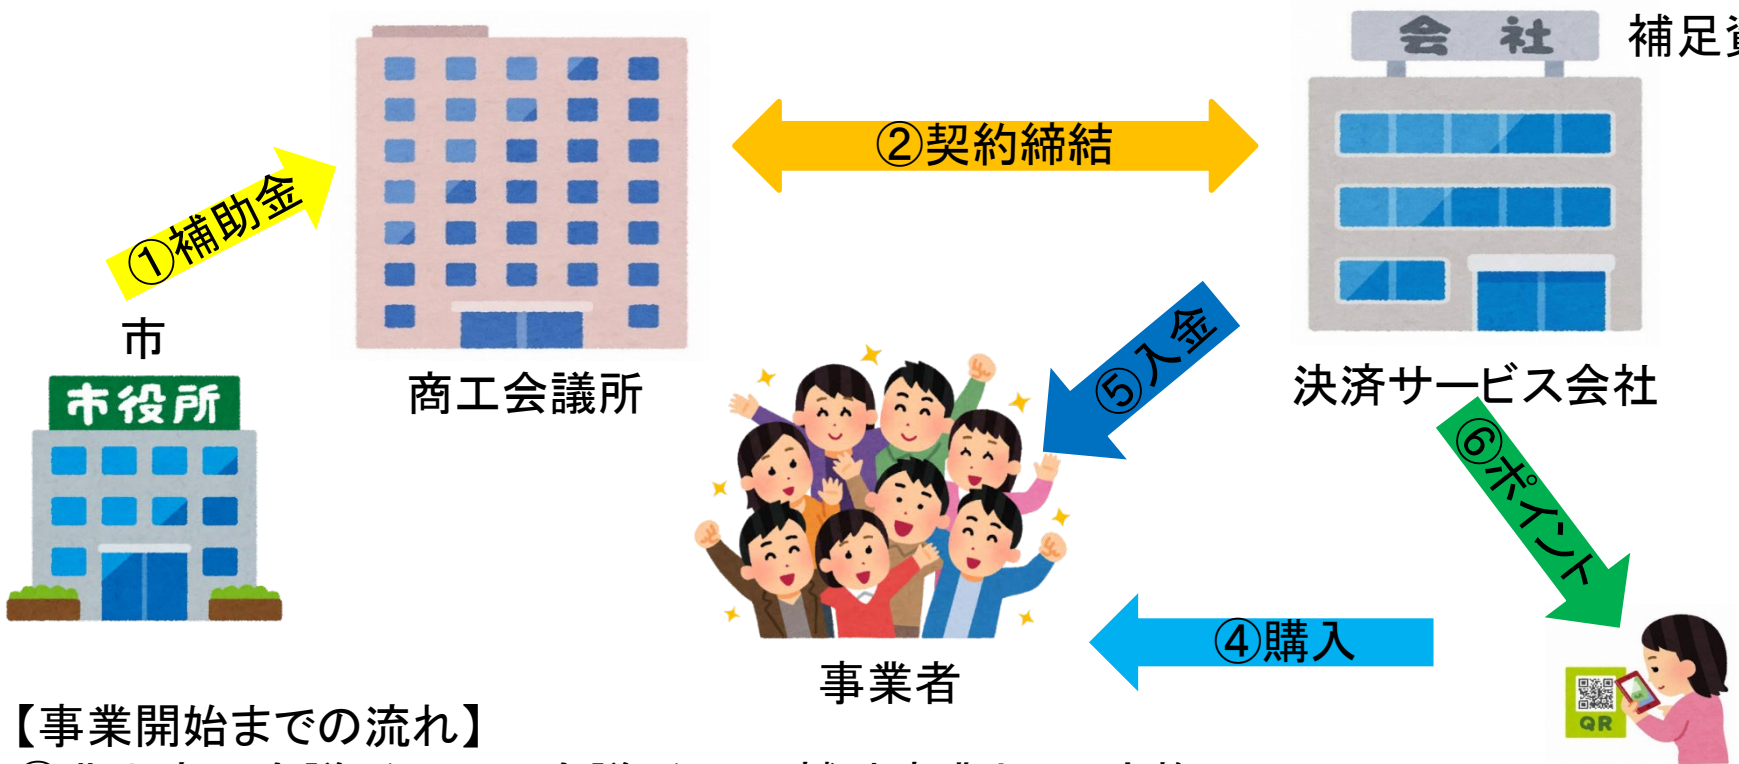 会社
補足資
②契約締結
①補助金
市
市役所
商工会議所
⑤入金
決済サービス会社
⑥ポイント
④購入
事業者
QR
【事業開始までの流れ】